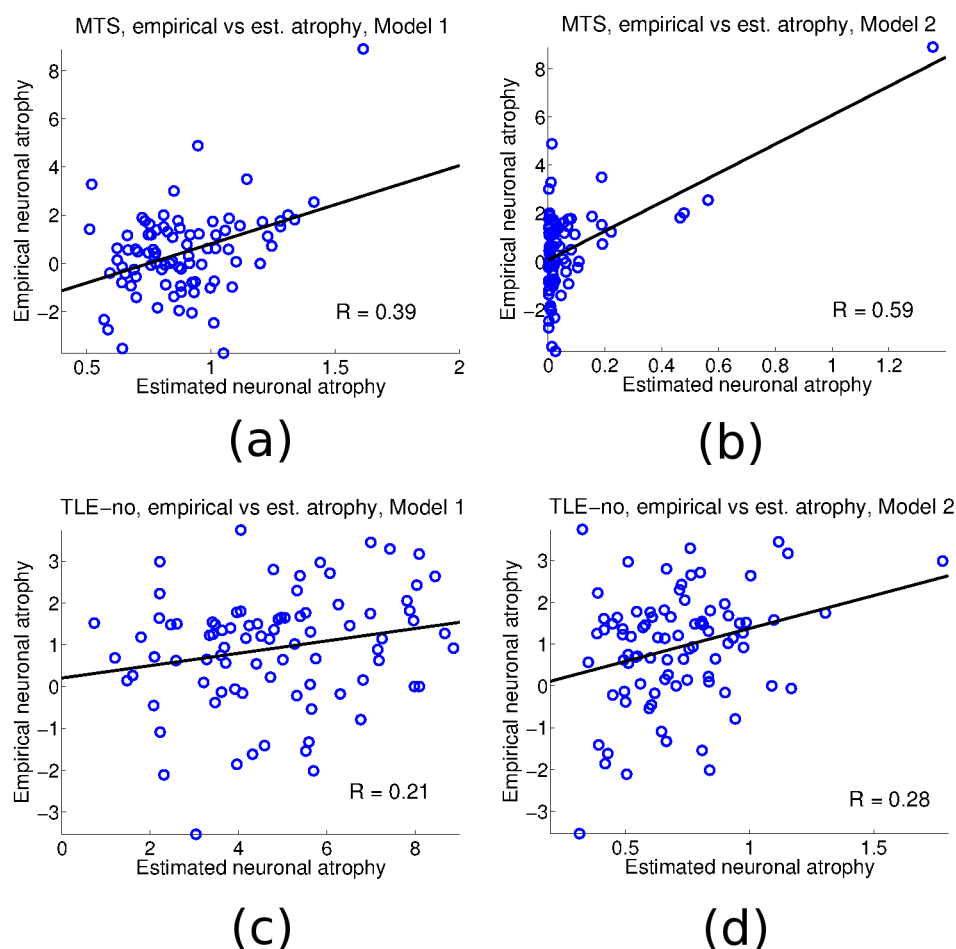 MTS, empirical vs est. atrophy, Model 1
8
6
4
2
0
−2
Empirical neuronal atrophy
R = 0.39
0.5
1
1.5
2
Estimated neuronal atrophy
(a)
MTS, empirical vs est. atrophy, Model 2
8
6
4
2
0
−2
Empirical neuronal atrophy
R = 0.59
0
0.2
0.4
0.6
0.8
1
1.2
Estimated neuronal atrophy
(b)
TLE−no, empirical vs est. atrophy, Model 1
3
2
1
0
−1
−2
−3
Empirical neuronal atrophy
R = 0.21
0
2
4
6
8
Estimated neuronal atrophy
(c)
TLE−no, empirical vs est. atrophy, Model 2
3
2
1
0
−1
−2
−3
Empirical neuronal atrophy
R = 0.28
0.5
1
1.5
Estimated neuronal atrophy
(d)